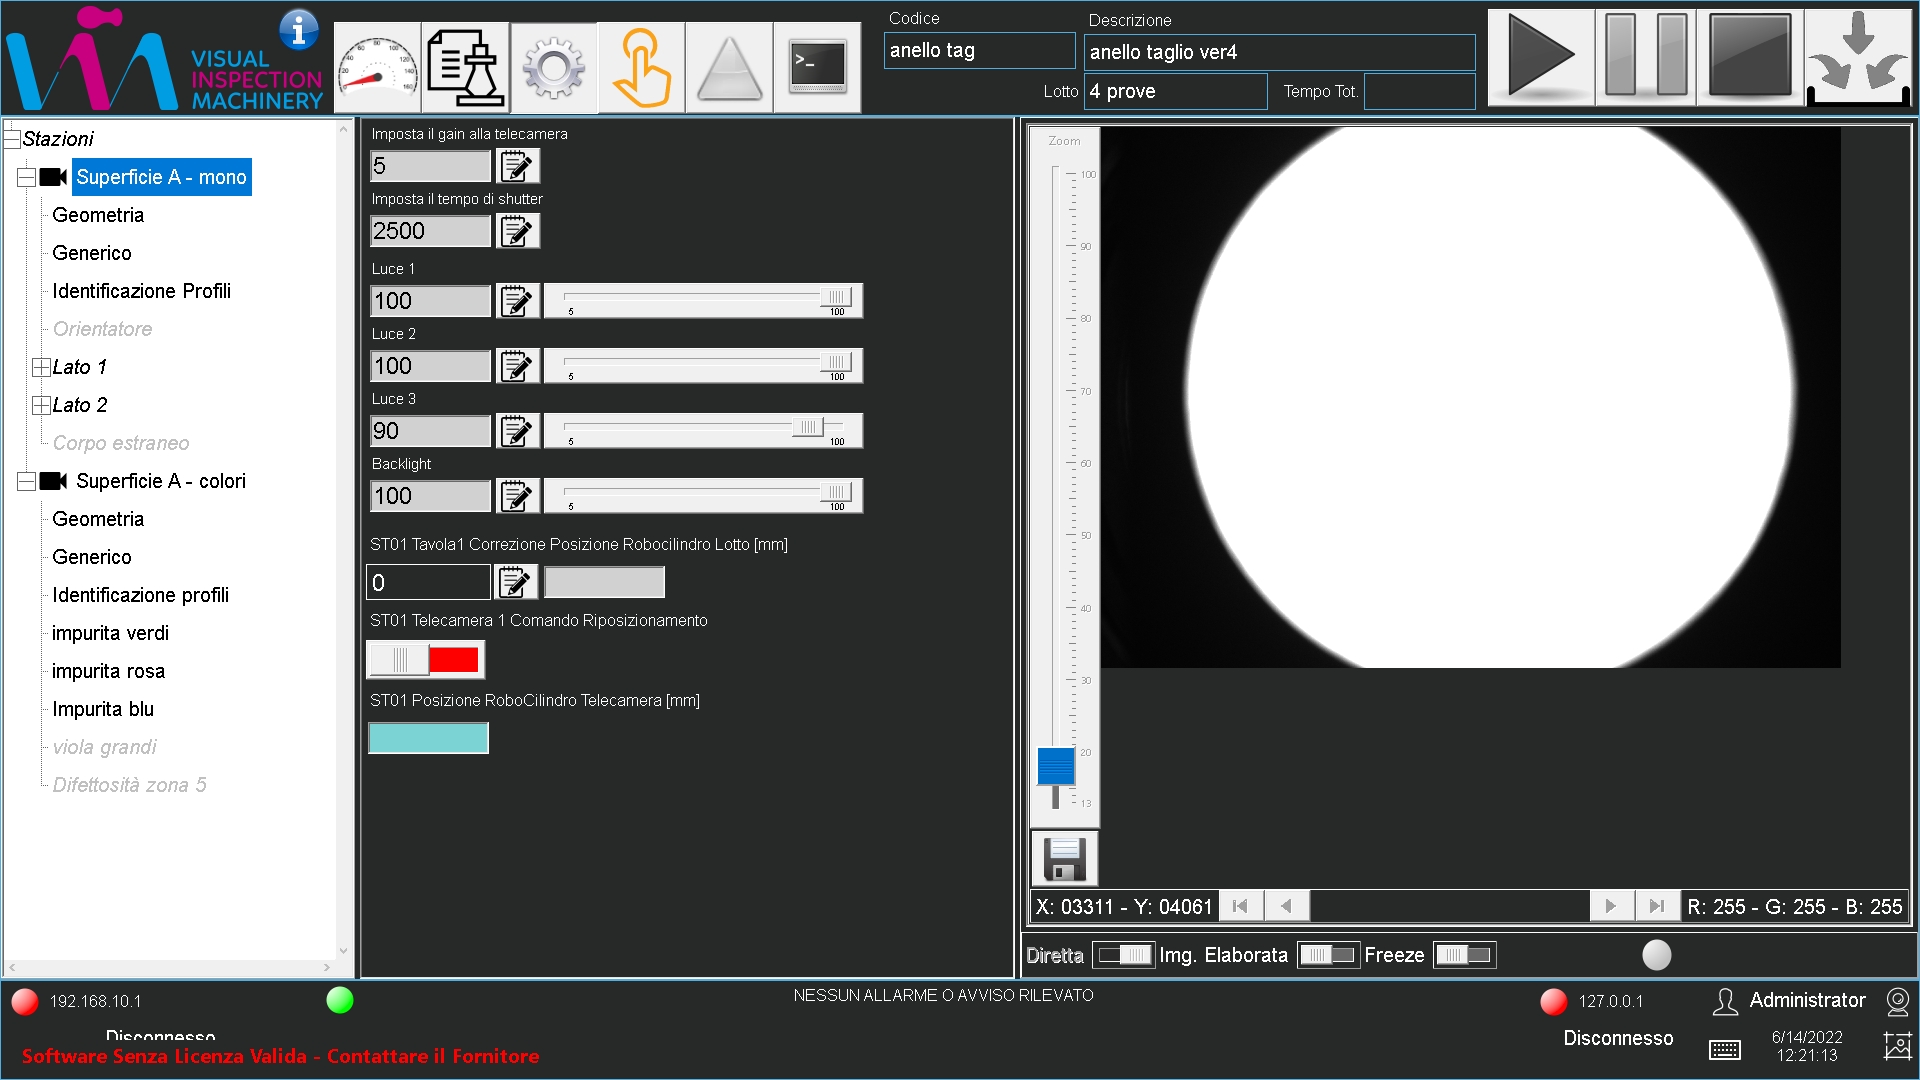 VISUAL
INSPECTION
MACHINERY
Codice
anello tag
Descrizione
anello taglio ver4
Lotto
4 prove
Tempo Tot.
Stazioni
Superficie A - mono
Geometria
Generico
Identificazione Profili
Orientatore
Lato 1
Lato 2
Corpo estraneo
Superficie A - colori
Geometria
Generico
Identificazione profili
impurita verdi
impurita rosa
Impurita blu
viola grandi
Difettosità zona 5
Imposta il gain alla telecamera
5
Imposta il tempo di shutter
2500
Luce 1
100
5 100
Luce 2
100
5 100
Luce 3
90
5 100
Backlight
100
5 100
ST01 Tavola1 Correzione Posizione Robocilindro Lotto [mm]
0
ST01 Telecamera 1 Comando Riposizionamento
ST01 Posizione RoboCilindro Telecamera [mm]
Zoom
100
90
80
70
60
50
40
30
20
13
X: 03311 - Y: 04061
R: 255 - G: 255 - B: 255
Diretta
Img. Elaborata
Freeze
192.168.10.1
Disconnesso
Software Senza Licenza Valida - Contattare il Fornitore
NESSUN ALLARME O AVVISO RILEVATO
127.0.0.1
Disconnesso
Administrator
6/14/2022
12:21:13